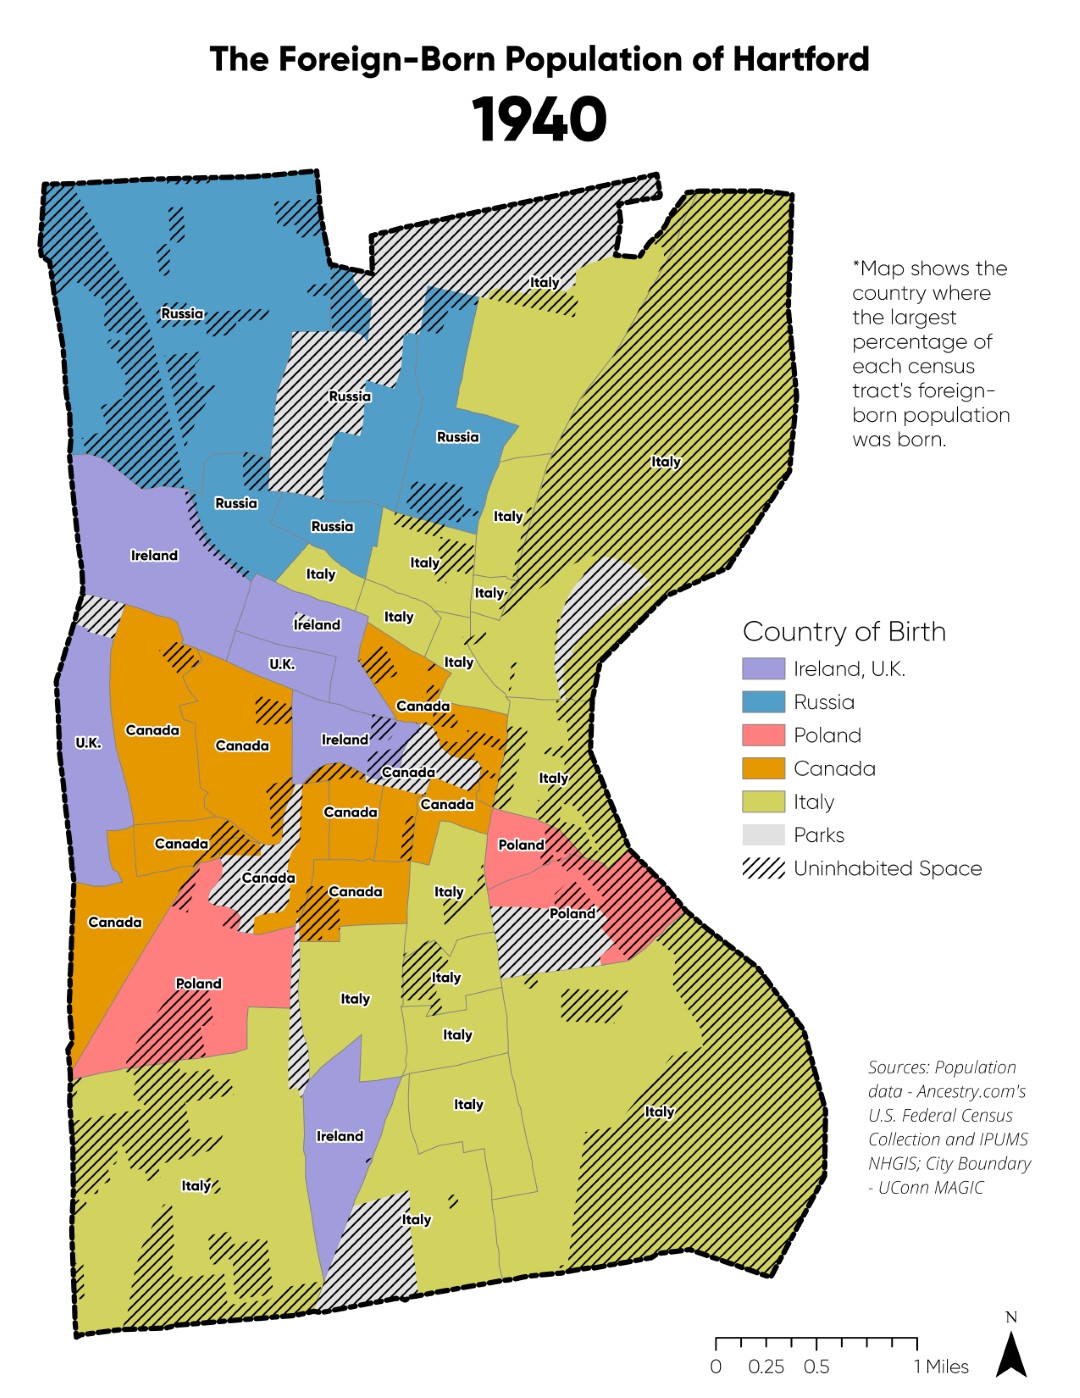 The Foreign-Born Population of Hartford
1940
*Map shows the
country where
the largest
percentage of
each census
tract's foreign-
born population
was born.
Italy
Russia
Russia
Russia
Italy
Russia
Italy
Russia
Ireland
Italy
Italy
Italy
Italy
Ireland
Italy
U.K.
Canada
Canada
U.K.
Canada
Ireland
Canada
Italy
Canada
Canada
Canada
Poland
Canada
Canada
Italy
Poland
Canada
Poland
Italy
Italy
Italy
Italy
Italy
Ireland
Italy
Italy
Country of Birth
Ireland, U.K.
Russia
Poland
Canada
Italy
Parks
Uninhabited Space
Sources: Population
data - Ancestry.com's
U.S. Federal Census
Collection and IPUMS
NHGIS; City Boundary
- UConn MAGIC
N
0 0.25 0.5 1 Miles